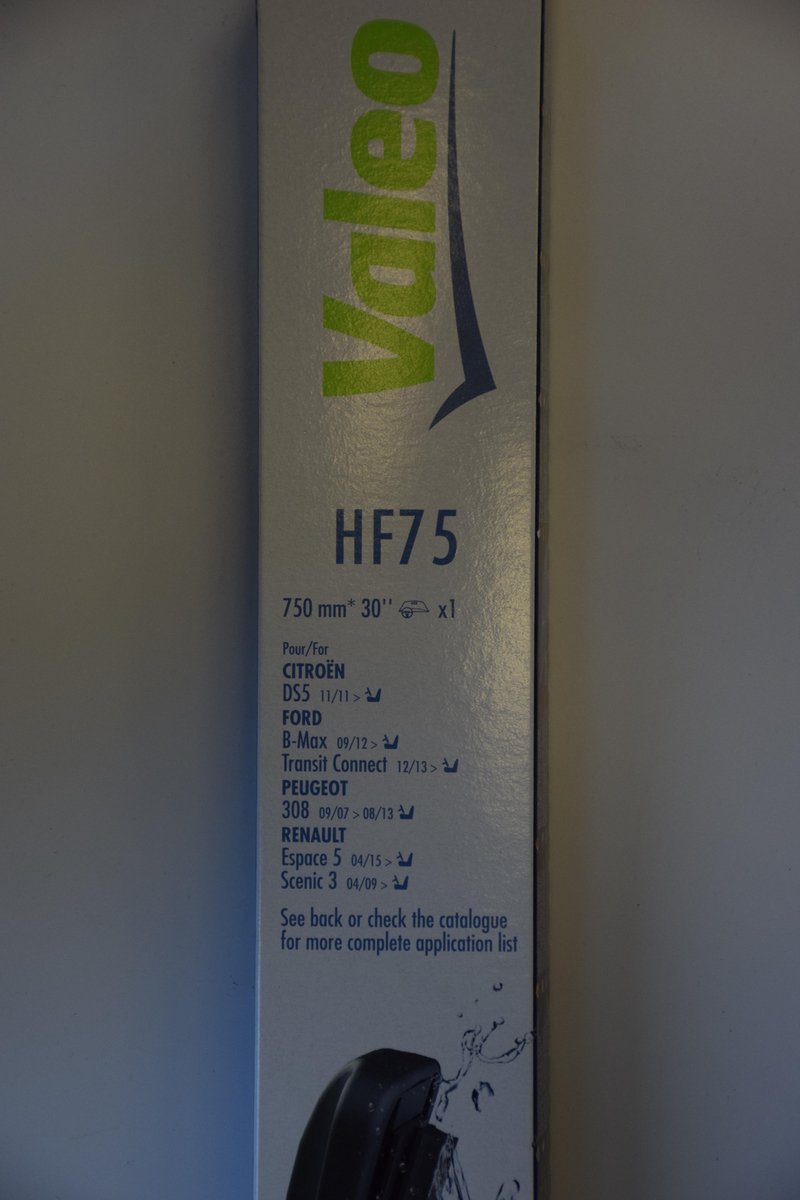 Valeo
HF75
750 mm* 30'' x1
Pour/For
CITROËN
DS5 11/11 >
FORD
B-Max 09/12 >
Transit Connect 12/13 >
PEUGEOT
308 09/07 > 08/13
RENAULT
Espace 5 04/15 >
Scenic 3 04/09 >
See back or check the catalogue
for more complete application list